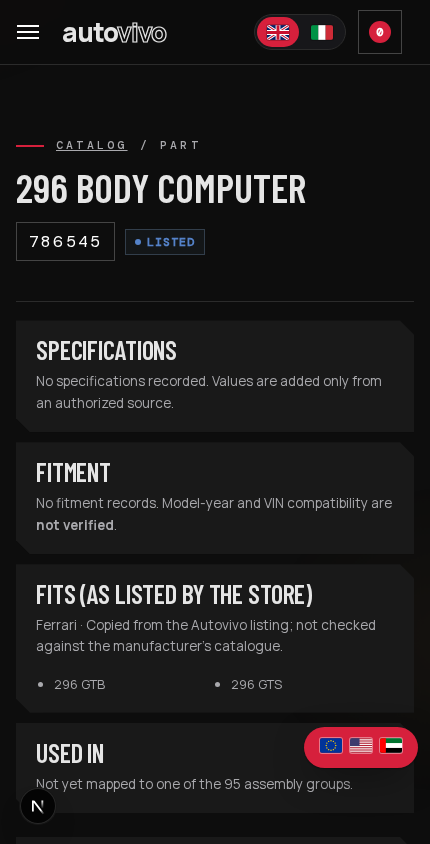 autovivo
0
CATALOG / PART
296 BODY COMPUTER
786545
LISTED
SPECIFICATIONS
No specifications recorded. Values are added only from
an authorized source.
FITMENT
No fitment records. Model-year and VIN compatibility are
not verified.
FITS (AS LISTED BY THE STORE)
Ferrari · Copied from the Autovivo listing; not checked
against the manufacturer's catalogue.
296 GTB
296 GTS
USED IN
Not yet mapped to one of the 95 assembly groups.
N